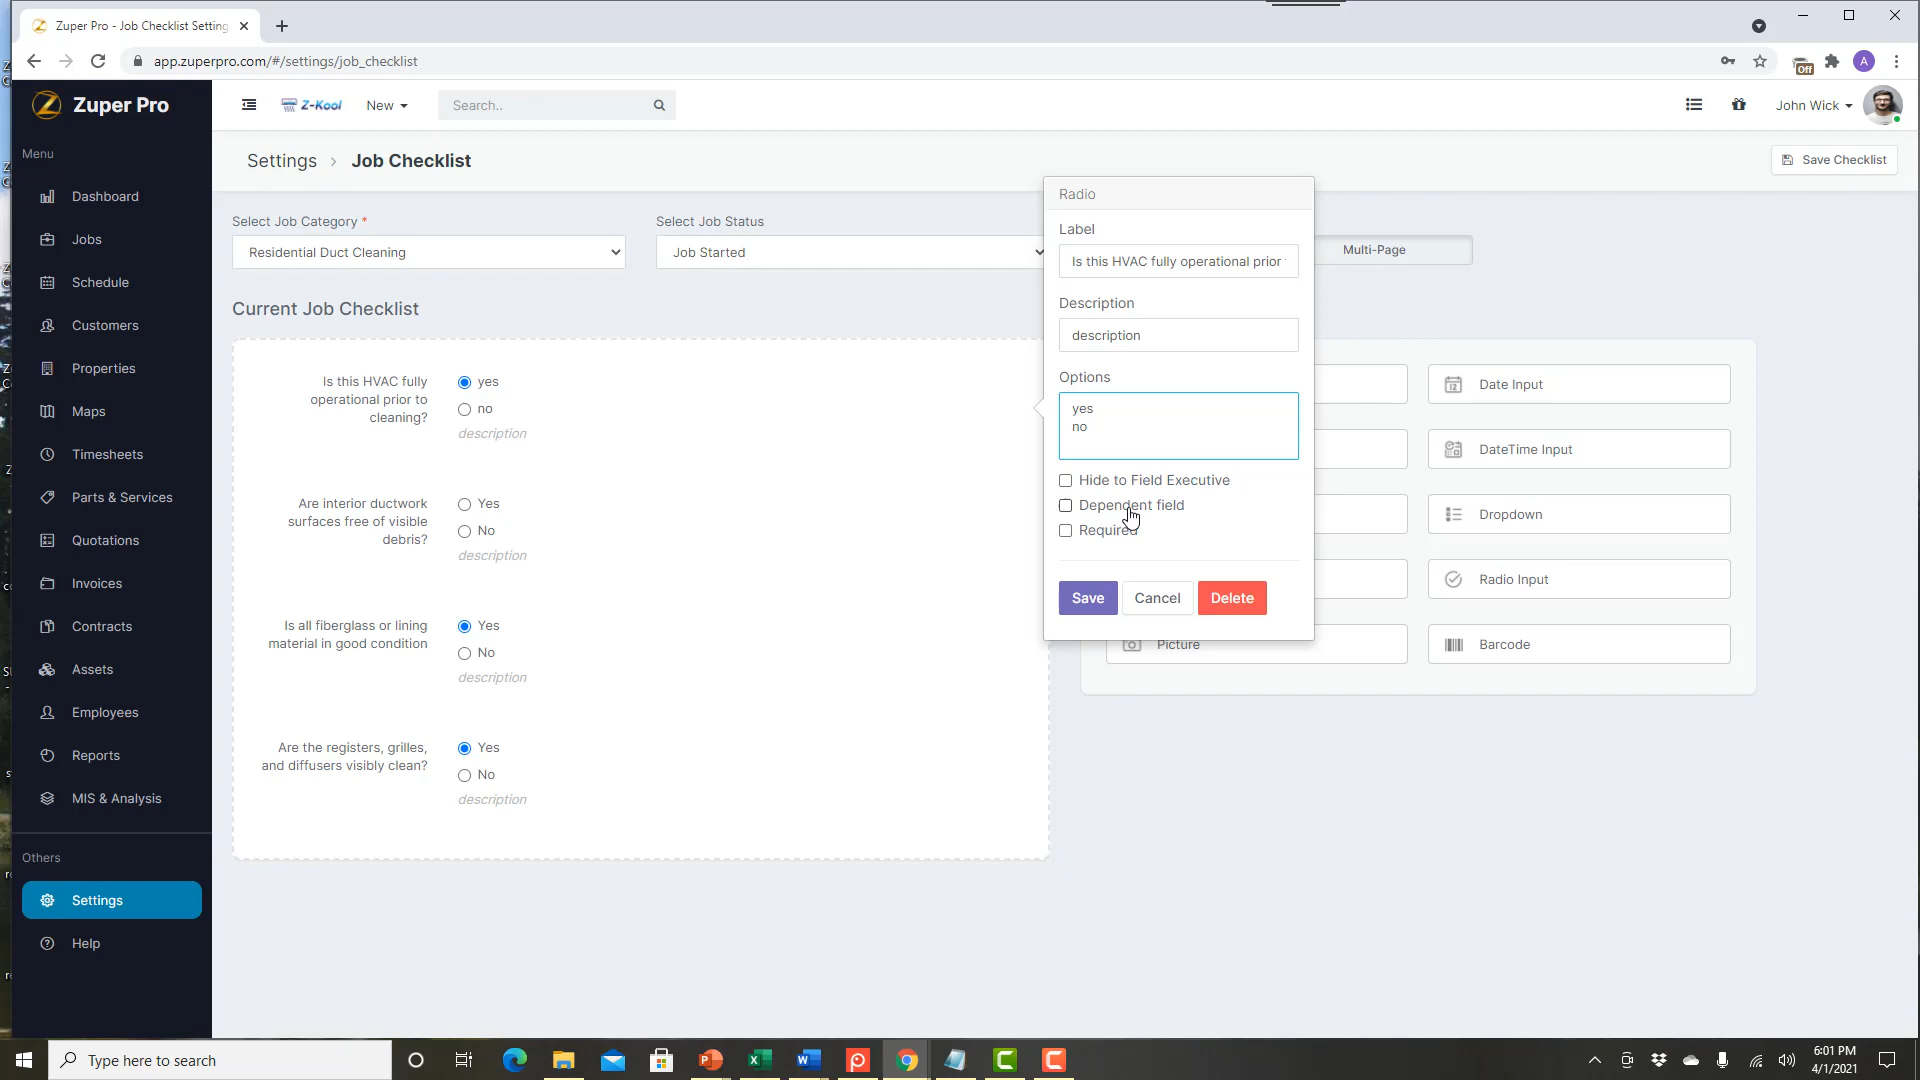 Zuper Pro - Job Checklist Setting
app.zuperpro.com/#/settings/job_checklist
Off
A
Zuper Pro
Z-Kool
New
Search..
John Wick
Menu
Dashboard
Jobs
Schedule
Customers
Properties
Maps
Timesheets
Parts & Services
Quotations
Invoices
Contracts
Assets
Employees
Reports
MIS & Analysis
Others
Settings
Help
Settings > Job Checklist
Save Checklist
Select Job Category *
Residential Duct Cleaning
Select Job Status
Job Started
Multi-Page
Current Job Checklist
Is this HVAC fully
operational prior to
cleaning?
yes
no
description
Are interior ductwork
surfaces free of visible
debris?
Yes
No
description
Is all fiberglass or lining
material in good condition
Yes
No
description
Are the registers, grilles,
and diffusers visibly clean?
Yes
No
description
Radio
Label
Is this HVAC fully operational prior
Description
description
Options
yes
no
Hide to Field Executive
Dependent field
Required
Save
Cancel
Delete
Date Input
DateTime Input
Dropdown
Radio Input
Picture
Barcode
Type here to search
6:01 PM
4/1/2021